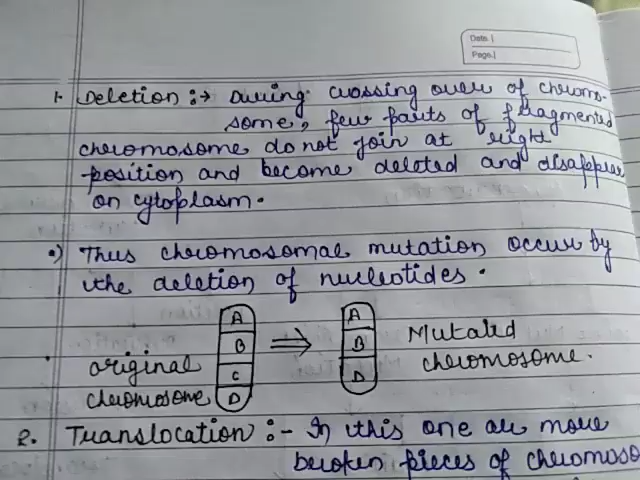 Date. |
Page. |
1. Deletion :→ During crossing over of chromo-
some, few parts of fragmented
chromosome do not join at right
position and become deleted and disappear
on cytoplasm.
•) Thus chromosomal mutation occur by
the deletion of nucleotides.
A
B
C
D
⇒
A
B
D
original
chromosome
Mutated
chromosome.
2. Translocation :- In this one are more
broken pieces of chromoso